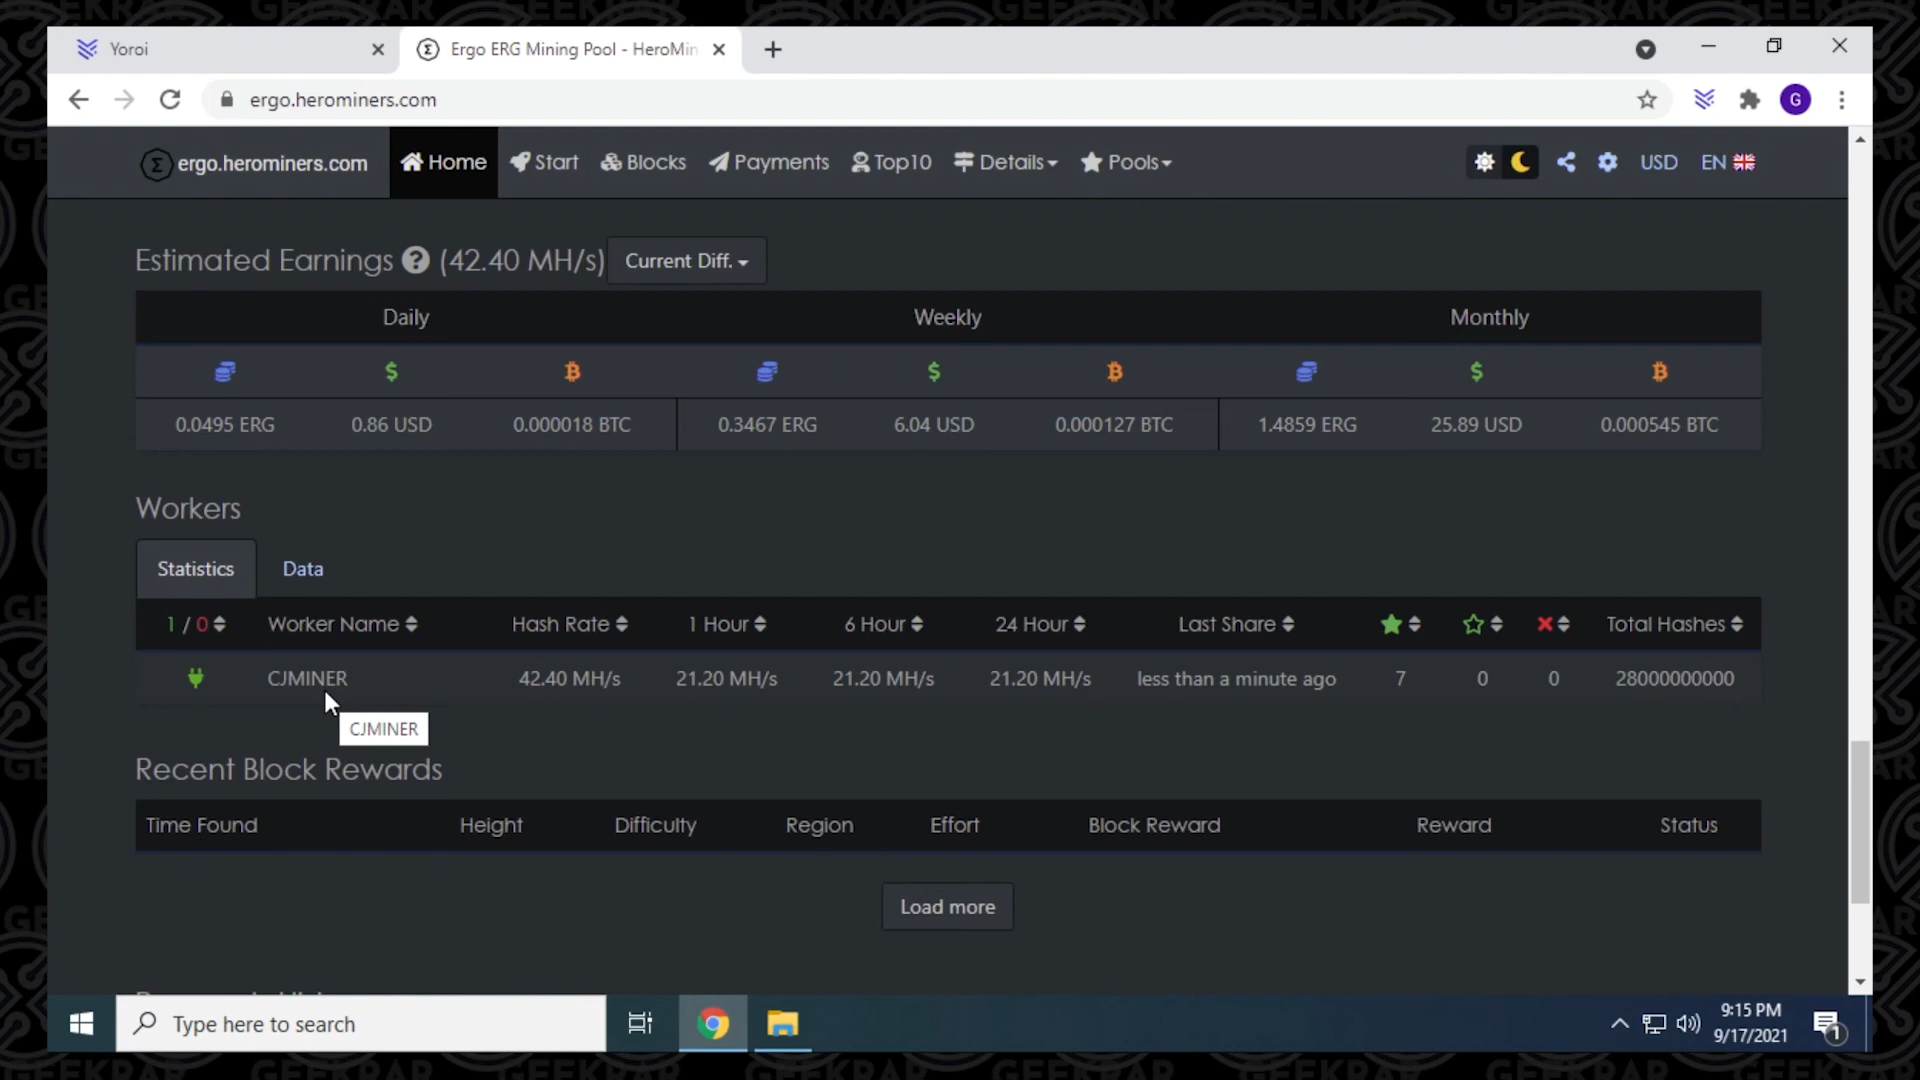 Yoroi
Ergo ERG Mining Pool - HeroMin
ergo.herominers.com
G
ergo.herominers.com Home Start Blocks Payments Top10 Details Pools USD EN
Estimated Earnings ? (42.40 MH/s) Current Diff.
Daily Weekly Monthly
0.0495 ERG 0.86 USD 0.000018 BTC 0.3467 ERG 6.04 USD 0.000127 BTC 1.4859 ERG 25.89 USD 0.000545 BTC
Workers
Statistics Data
1 / 0 Worker Name Hash Rate 1 Hour 6 Hour 24 Hour Last Share Total Hashes
CJMINER 42.40 MH/s 21.20 MH/s 21.20 MH/s 21.20 MH/s less than a minute ago 7 0 0 28000000000
CJMINER
Recent Block Rewards
Time Found Height Difficulty Region Effort Block Reward Reward Status
Load more
Type here to search
9:15 PM
9/17/2021
1